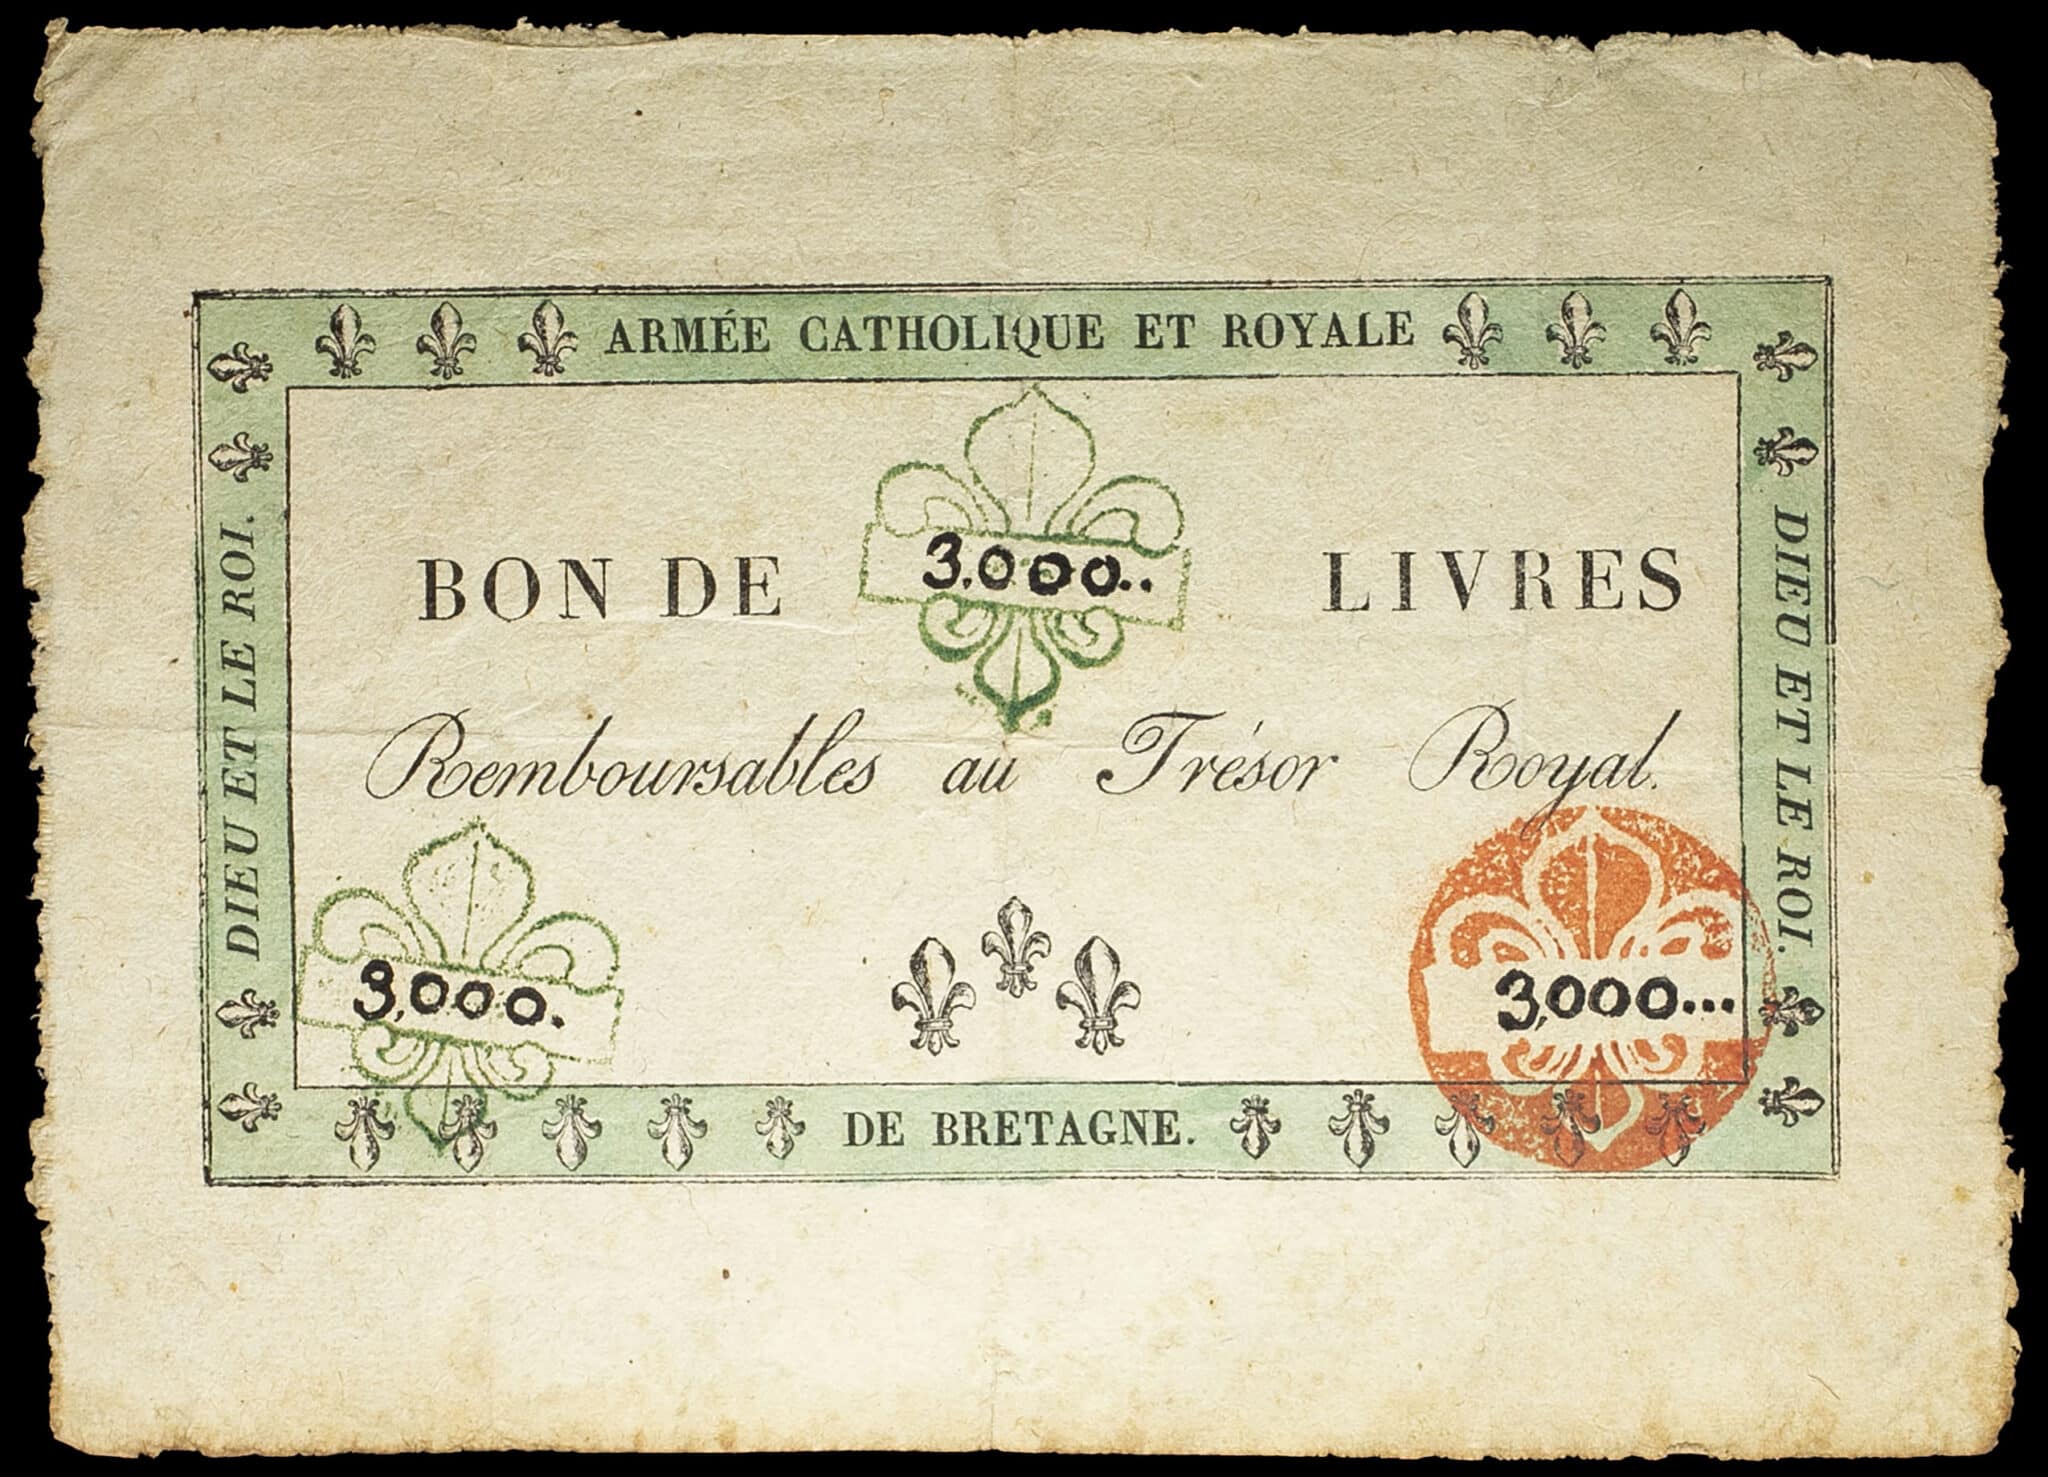 ARMÉE CATHOLIQUE ET ROYALE
DIEU ET LE ROI.
DIEU ET LE ROI.
BON DE 3.000.. LIVRES
Remboursables au Trésor Royal.
3,000.
3,000...
DE BRETAGNE.